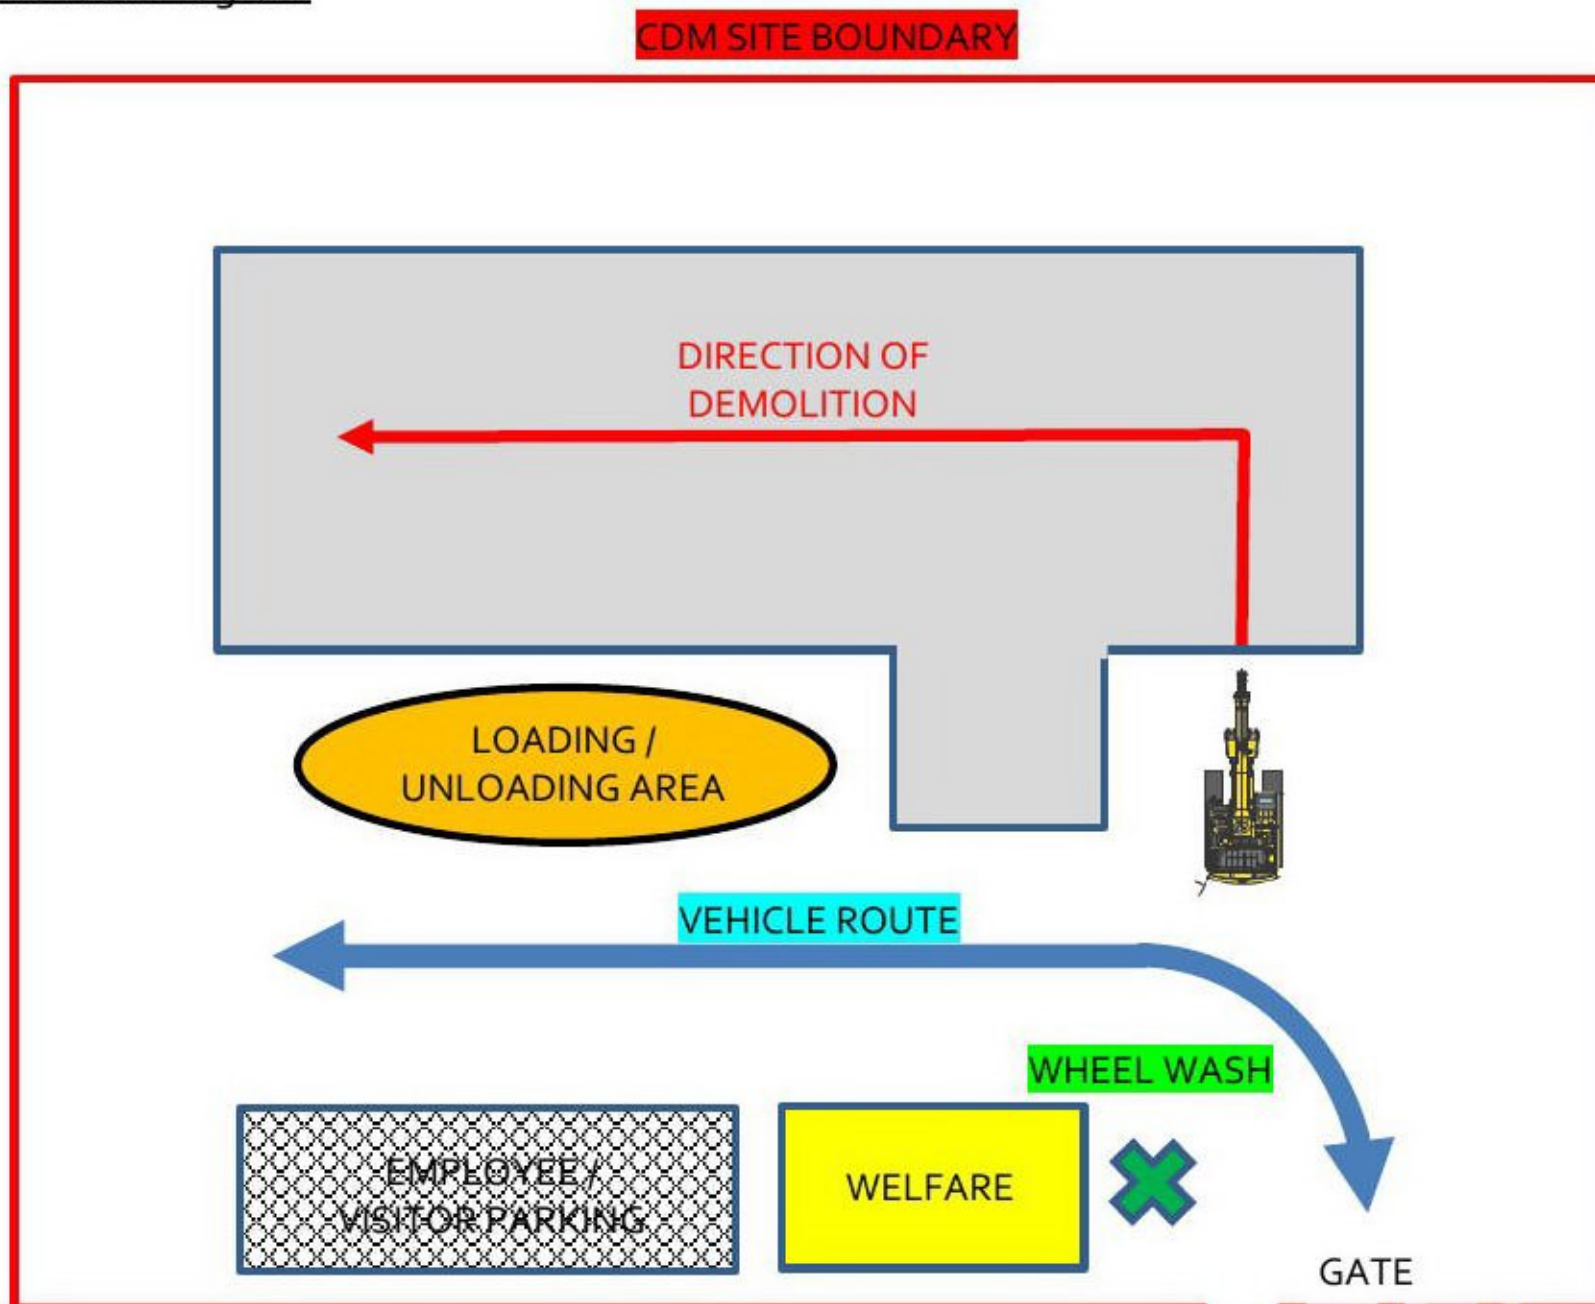 CDM SITE BOUNDARY
DIRECTION OF
DEMOLITION
LOADING /
UNLOADING AREA
VEHICLE ROUTE
WHEEL WASH
EMPLOYEE /
VISITOR PARKING
WELFARE
GATE